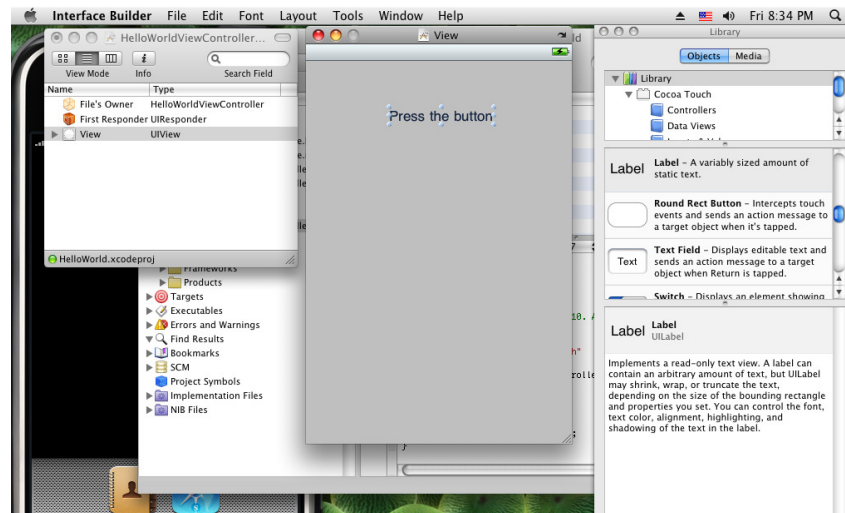 Interface Builder File Edit Font Layout Tools Window Help
Fri 8:34 PM
HelloWorldViewController...
View Mode Info Search Field
Name Type
File's Owner HelloWorldViewController
First Responder UIResponder
View UIView
HelloWorld.xcodeproj
View
Press the button
Frameworks
Products
Targets
Executables
Errors and Warnings
Find Results
Bookmarks
SCM
Project Symbols
Implementation Files
NIB Files
Library
Objects Media
Library
Cocoa Touch
Controllers
Data Views
Label
Label – A variably sized amount of
static text.
Round Rect Button – Intercepts touch
events and sends an action message to
a target object when it's tapped.
Text
Text Field – Displays editable text and
sends an action message to a target
object when Return is tapped.
Switch – Displays an element showing
Label
Label
UILabel
Implements a read-only text view. A label can
contain an arbitrary amount of text, but UILabel
may shrink, wrap, or truncate the text,
depending on the size of the bounding rectangle
and properties you set. You can control the font,
text color, alignment, highlighting, and
shadowing of the text in the label.